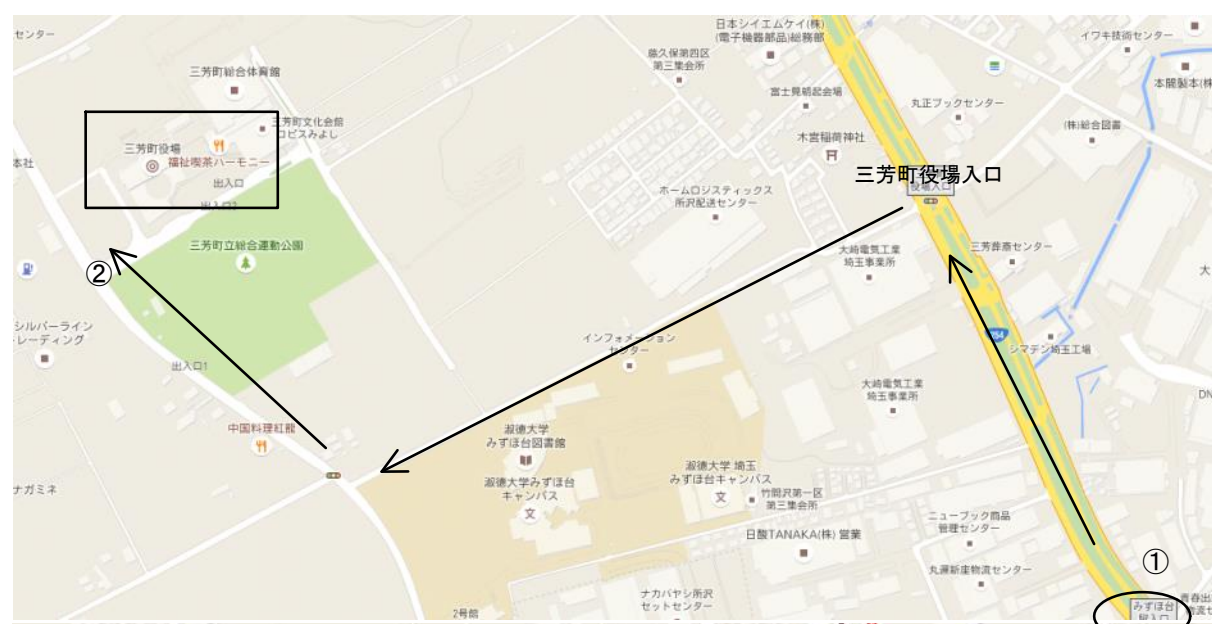 センター
三芳町総合体育館
三芳町文化会館
コピスみよし
三芳町役場
福祉喫茶ハーモニー
本社
出入口
出入口2
三芳町立総合運動公園
②
シルバーライン
トレーディング
出入口1
中国料理紅龍
ナガミネ
日本シイエムケイ(株)
(電子機器部品)総務部
藤久保第四区
第三集会所
富士見朝起会場
木宮稲荷神社
丸正ブックセンター
イワキ技術センター
本間製本(株
(株)総合図書
三芳町役場入口
役場入口
ホームロジスティックス
所沢配送センター
大崎電気工業
埼玉事業所
三芳葬斎センター
大
254
シマデン埼玉工場
インフォメーション
センター
大崎電気工業
埼玉事業所
DN
淑徳大学
みずほ台図書館
淑徳大学みずほ台
キャンパス
淑徳大学 埼玉
みずほ台キャンパス
竹間沢第一区
第三集会所
日酸TANAKA(株) 営業
ニューブック商品
管理センター
丸運新座物流センター
①
みずほ台
駅入口
青春出
物流セ
ナカバヤシ所沢
セットセンター
2号館